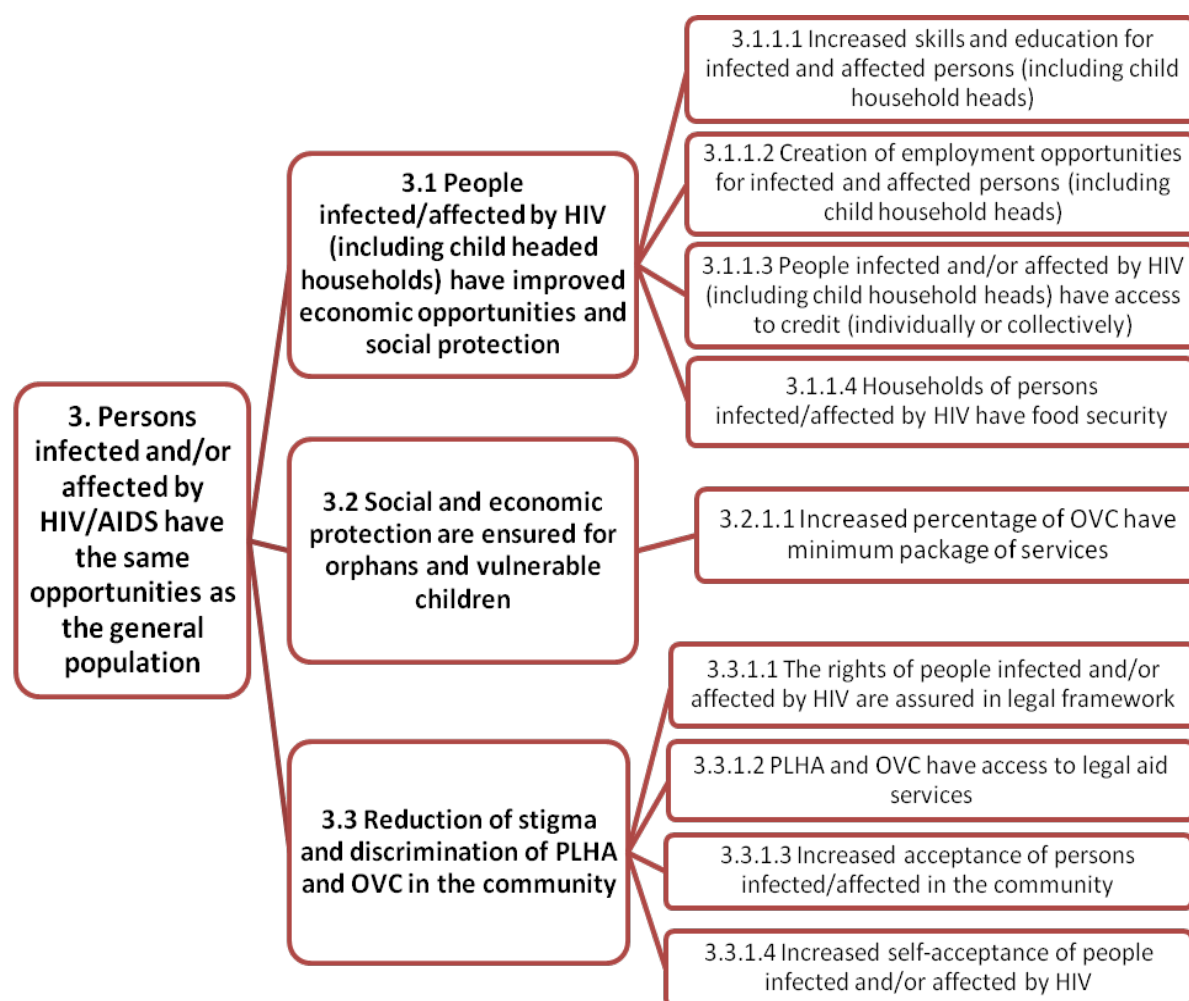 3. Persons
infected and/or
affected by
HIV/AIDS have
the same
opportunities as
the general
population
3.1 People
infected/affected by HIV
(including child headed
households) have improved
economic opportunities and
social protection
3.1.1.1 Increased skills and education for
infected and affected persons (including child
household heads)
3.1.1.2 Creation of employment opportunities
for infected and affected persons (including
child household heads)
3.1.1.3 People infected and/or affected by HIV
(including child household heads) have access
to credit (individually or collectively)
3.1.1.4 Households of persons
infected/affected by HIV have food security
3.2 Social and economic
protection are ensured for
orphans and vulnerable
children
3.2.1.1 Increased percentage of OVC have
minimum package of services
3.3 Reduction of stigma
and discrimination of PLHA
and OVC in the community
3.3.1.1 The rights of people infected and/or
affected by HIV are assured in legal framework
3.3.1.2 PLHA and OVC have access to legal aid
services
3.3.1.3 Increased acceptance of persons
infected/affected in the community
3.3.1.4 Increased self-acceptance of people
infected and/or affected by HIV